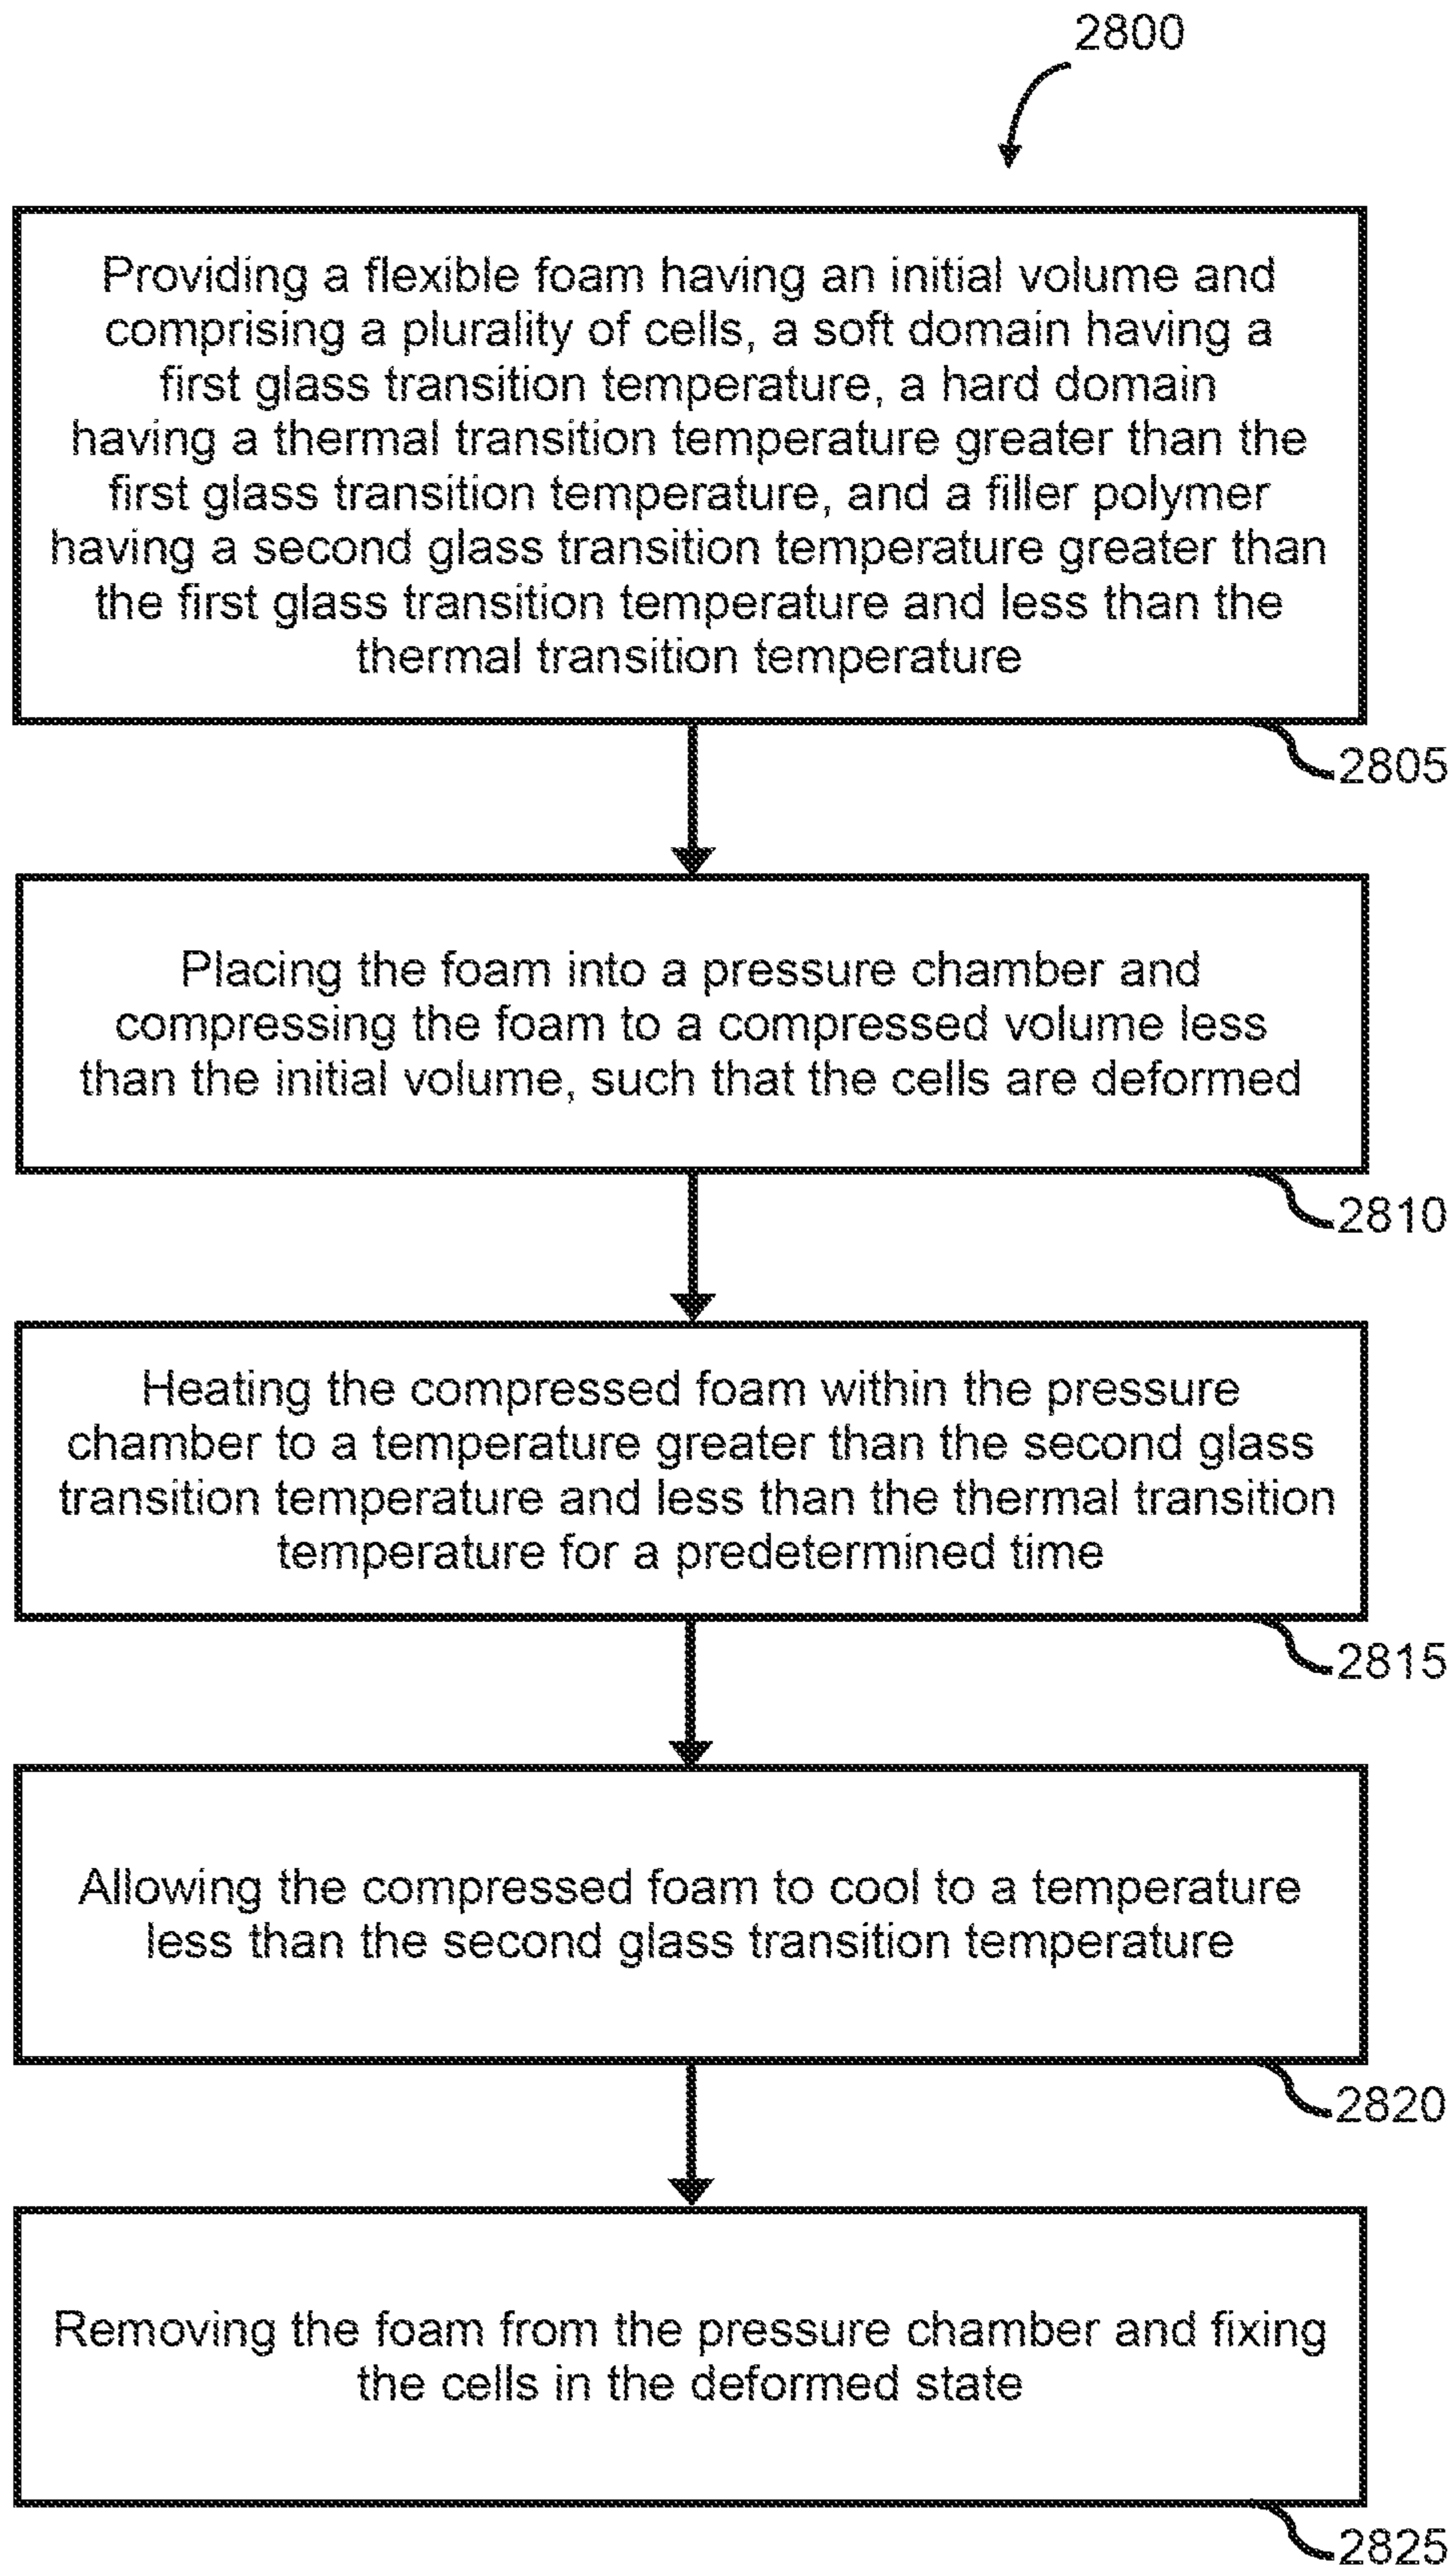 2800
Providing a flexible foam having an initial volume and
comprising a plurality of cells, a soft domain having a
first glass transition temperature, a hard domain
having a thermal transition temperature greater than the
first glass transition temperature, and a filler polymer
having a second glass transition temperature greater than
the first glass transition temperature and less than the
thermal transition temperature
2805
Placing the foam into a pressure chamber and
compressing the foam to a compressed volume less
than the initial volume, such that the cells are deformed
2810
Heating the compressed foam within the pressure
chamber to a temperature greater than the second glass
transition temperature and less than the thermal transition
temperature for a predetermined time
2815
Allowing the compressed foam to cool to a temperature
less than the second glass transition temperature
2820
Removing the foam from the pressure chamber and fixing
the cells in the deformed state
2825